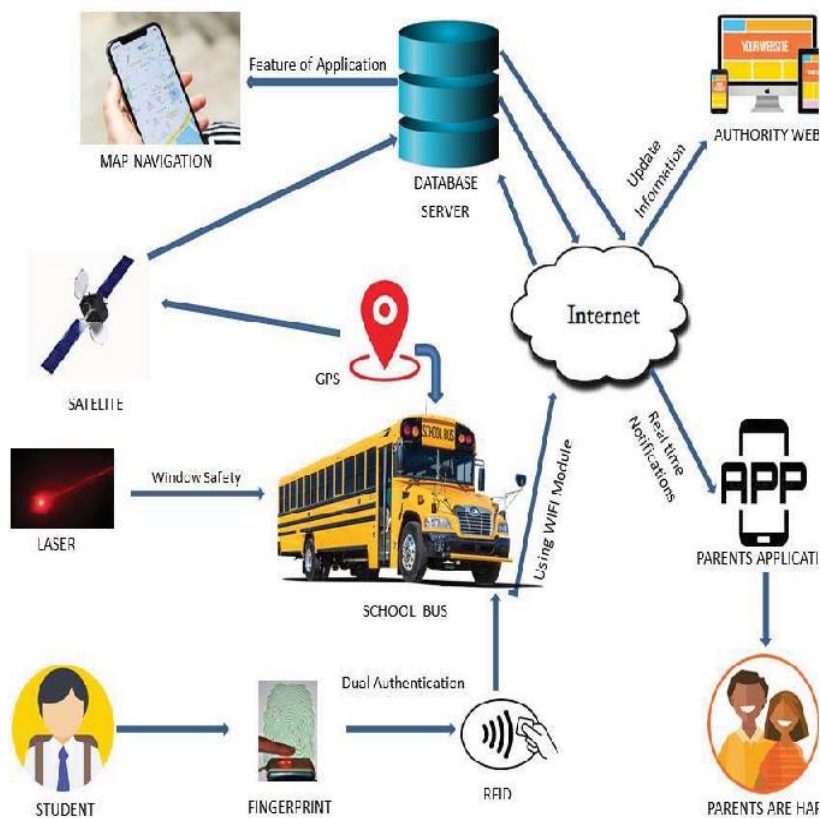 Feature of Application
YOUR WEBSITE
MAP NAVIGATION
DATABASE
SERVER
AUTHORITY WEB
Update
Information
Internet
GPS
SATELITE
SCHOOL BUS
Window Safety
LASER
Using WIFI Module
Real time
Notifications
APP
PARENTS APPLICATI
SCHOOL BUS
Dual Authentication
STUDENT
FINGERPRINT
RFID
PARENTS ARE HAP